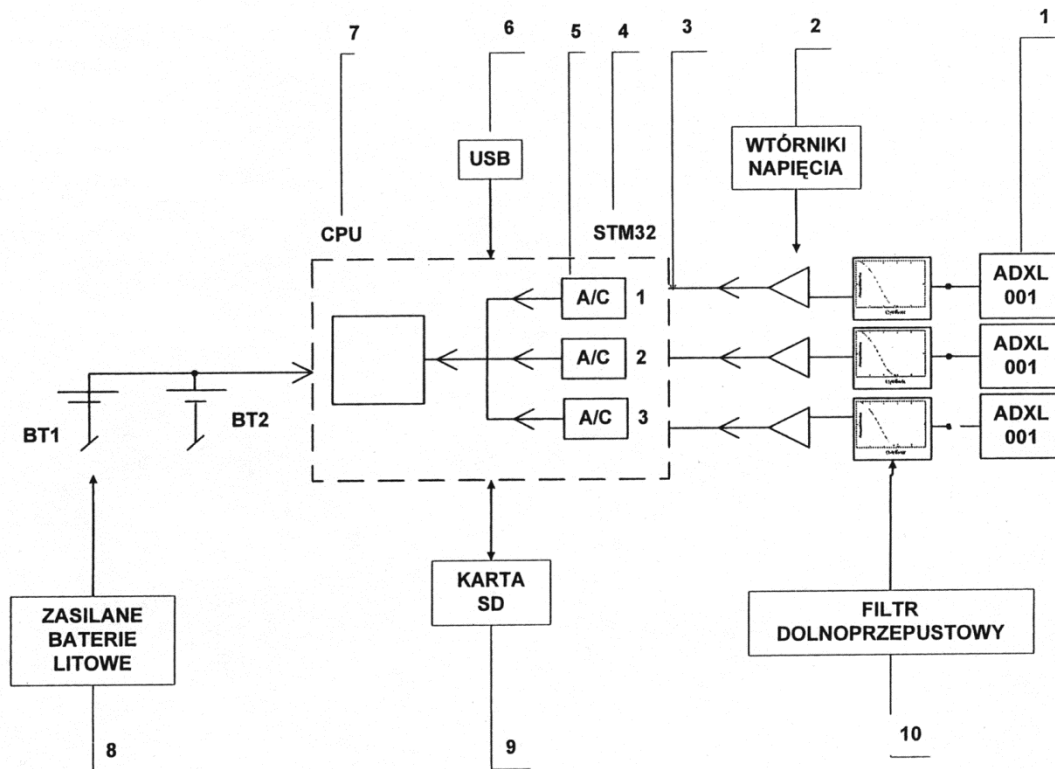 7
6
5
4
3
2
1
USB
WTÓRNIKI
NAPIĘCIA
CPU
STM32
A/C 1
ADXL
001
A/C 2
ADXL
001
A/C 3
ADXL
001
BT1
BT2
ZASILANE
BATERIE
LITOWE
KARTA
SD
FILTR
DOLNOPRZEPUSTOWY
8
9
10